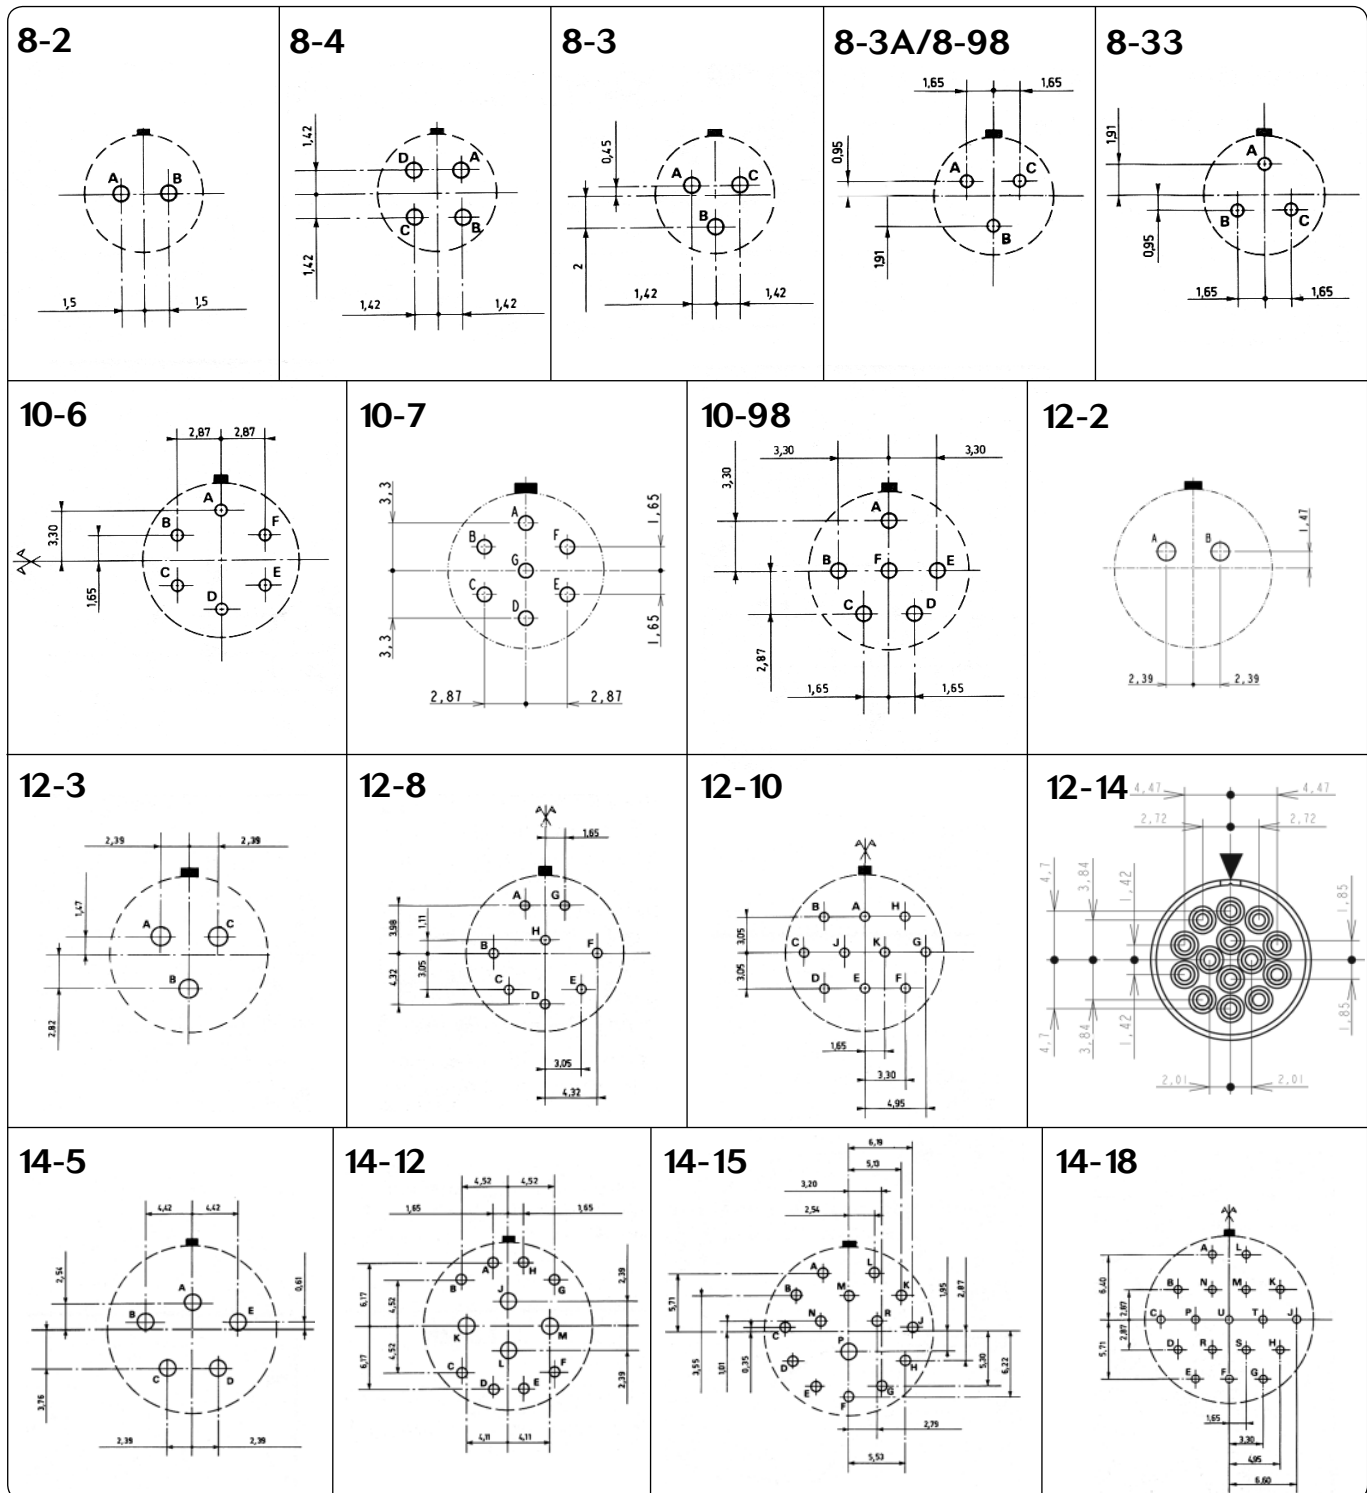 8-2
A
B
1,5
1,5
8-4
1,42
D
A
C
B
1,42
1,42
1,42
8-3
0,45
A
C
B
2
1,42
1,42
8-3A/8-98
1,65
1,65
0,95
A
C
B
1,91
8-33
1,91
A
B
C
0,95
1,65
1,65
10-6
2,87
2,87
A
B
F
3,30
C
E
1,65
D
10-7
3,3
A
1,65
B
F
G
C
E
D
1,65
3,3
2,87
2,87
10-98
3,30
3,30
3,30
A
B
F
E
C
D
2,87
1,65
1,65
12-2
1,47
A
B
2,39
2,39
12-3
2,39
2,39
1,47
A
C
B
2,82
12-8
1,65
A
G
3,98
1,11
H
B
F
4,32
3,05
C
E
D
3,05
4,32
12-10
B
A
H
3,05
C
J
K
G
3,05
D
E
F
1,65
3,30
4,95
12-14
4,47
4,47
2,72
2,72
4,7
3,84
1,42
1,85
4,7
3,84
1,42
1,85
2,01
2,01
14-5
4,42
4,42
2,54
A
0,61
B
E
C
D
3,76
2,39
2,39
14-12
4,52
4,52
1,65
1,65
A
H
B
G
6,17
4,52
J
2,39
K
M
6,17
4,52
L
2,39
C
F
D
E
4,11
4,11
14-15
6,19
5,13
3,20
2,54
A
L
5,71
B
M
K
1,95
2,87
N
R
C
J
3,55
1,01
0,35
P
D
H
5,30
6,22
E
G
F
2,79
5,53
14-18
A
L
6,40
B
N
M
K
2,87
C
P
U
T
J
5,71
2,87
D
R
S
H
E
F
G
1,65
3,30
4,95
6,60